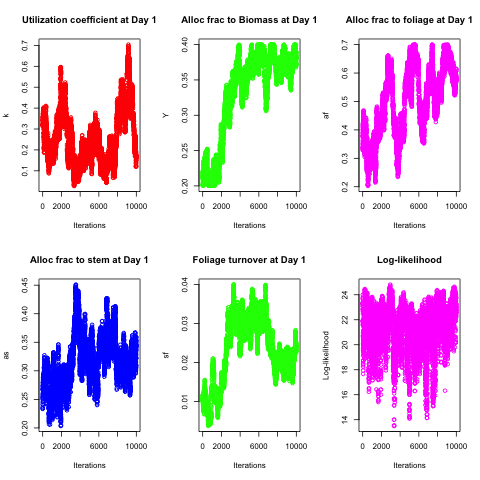 Utilization coefficient at Day 1
Alloc frac to Biomass at Day 1
Alloc frac to foliage at Day 1
k
0.1 0.2 0.3 0.4 0.5 0.6 0.7
0 2000 6000 10000
Iterations
Y
0.20 0.25 0.30 0.35 0.40
0 2000 6000 10000
Iterations
af
0.2 0.3 0.4 0.5 0.6 0.7
0 2000 6000 10000
Iterations
Alloc frac to stem at Day 1
Foliage turnover at Day 1
Log-likelihood
as
0.20 0.25 0.30 0.35 0.40 0.45
0 2000 6000 10000
Iterations
sf
0.01 0.02 0.03 0.04
0 2000 6000 10000
Iterations
Log-likelihood
14 16 18 20 22 24
0 2000 6000 10000
Iterations